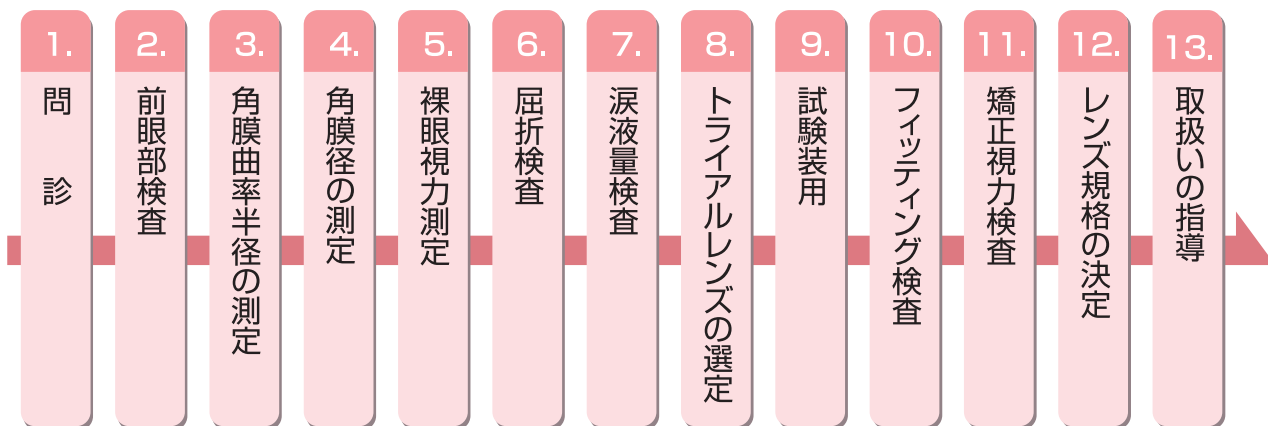 1.
問診
2.
前眼部検査
3.
角膜曲率半径の測定
4.
角膜径の測定
5.
裸眼視力測定
6.
屈折検査
7.
涙液量検査
8.
トライアルレンズの選定
9.
試験装用
10.
フィッティング検査
11.
矯正視力検査
12.
レンズ規格の決定
13.
取扱いの指導